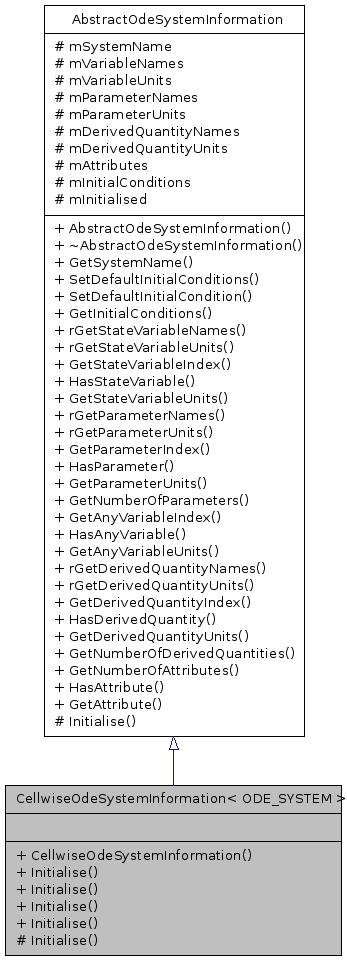 AbstractOdeSystemInformation
# mSystemName
# mVariableNames
# mVariableUnits
# mParameterNames
# mParameterUnits
# mDerivedQuantityNames
# mDerivedQuantityUnits
# mAttributes
# mInitialConditions
# mInitialised
+ AbstractOdeSystemInformation()
+ ~AbstractOdeSystemInformation()
+ GetSystemName()
+ SetDefaultInitialConditions()
+ SetDefaultInitialCondition()
+ GetInitialConditions()
+ rGetStateVariableNames()
+ rGetStateVariableUnits()
+ GetStateVariableIndex()
+ HasStateVariable()
+ GetStateVariableUnits()
+ rGetParameterNames()
+ rGetParameterUnits()
+ GetParameterIndex()
+ HasParameter()
+ GetParameterUnits()
+ GetNumberOfParameters()
+ GetAnyVariableIndex()
+ HasAnyVariable()
+ GetAnyVariableUnits()
+ rGetDerivedQuantityNames()
+ rGetDerivedQuantityUnits()
+ GetDerivedQuantityIndex()
+ HasDerivedQuantity()
+ GetDerivedQuantityUnits()
+ GetNumberOfDerivedQuantities()
+ GetNumberOfAttributes()
+ HasAttribute()
+ GetAttribute()
# Initialise()
CellwiseOdeSystemInformation< ODE_SYSTEM >
+ CellwiseOdeSystemInformation()
+ Initialise()
+ Initialise()
+ Initialise()
+ Initialise()
# Initialise()